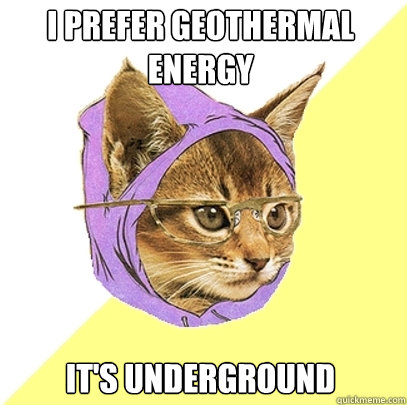 I PREFER GEOTHERMAL
ENERGY
IT'S UNDERGROUND
quickmeme.com